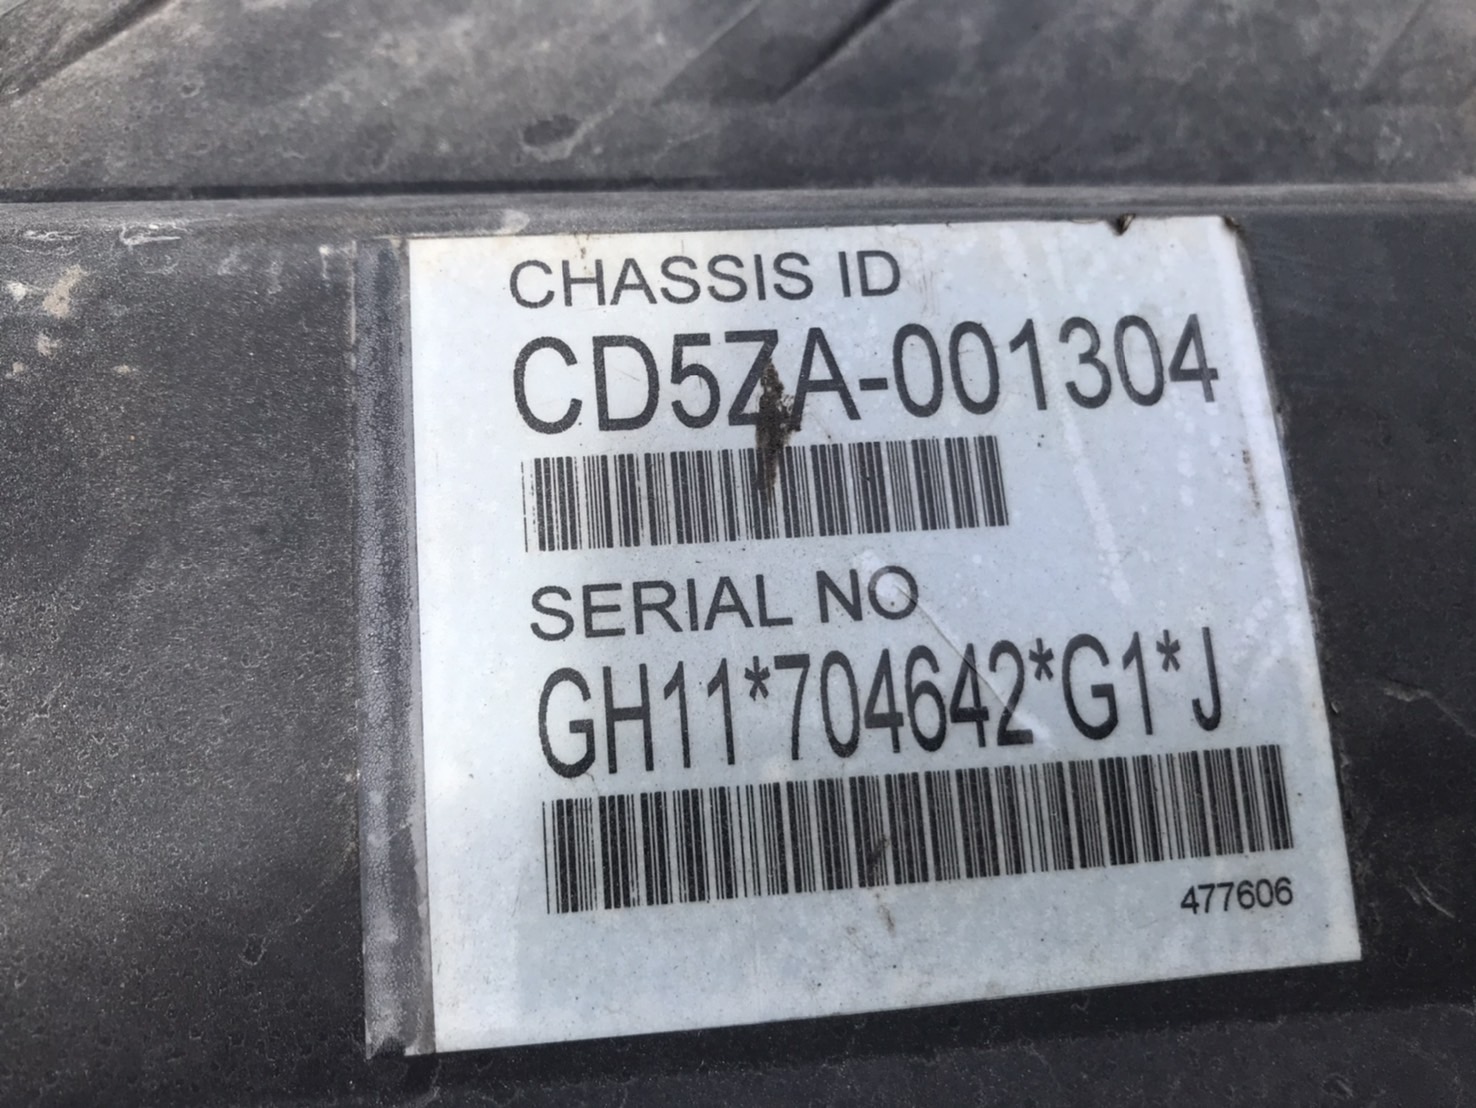 CHASSIS ID
CD5ZA-001304
SERIAL NO
GH11*704642*G1*J
477606